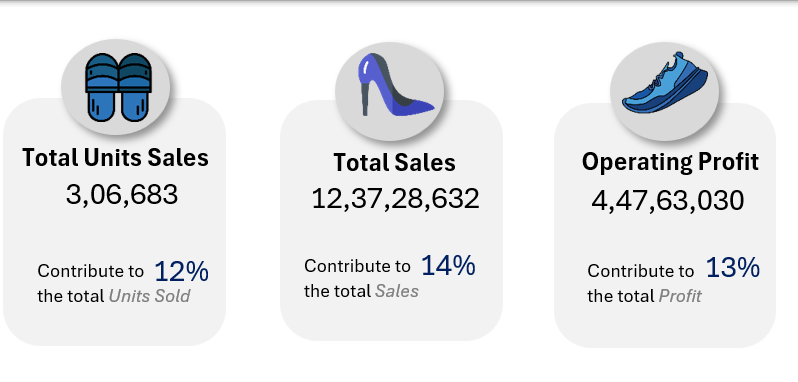 Total Units Sales
3,06,683
Contribute to 12%
the total Units Sold
Total Sales
12,37,28,632
Contribute to 14%
the total Sales
Operating Profit
4,47,63,030
Contribute to 13%
the total Profit